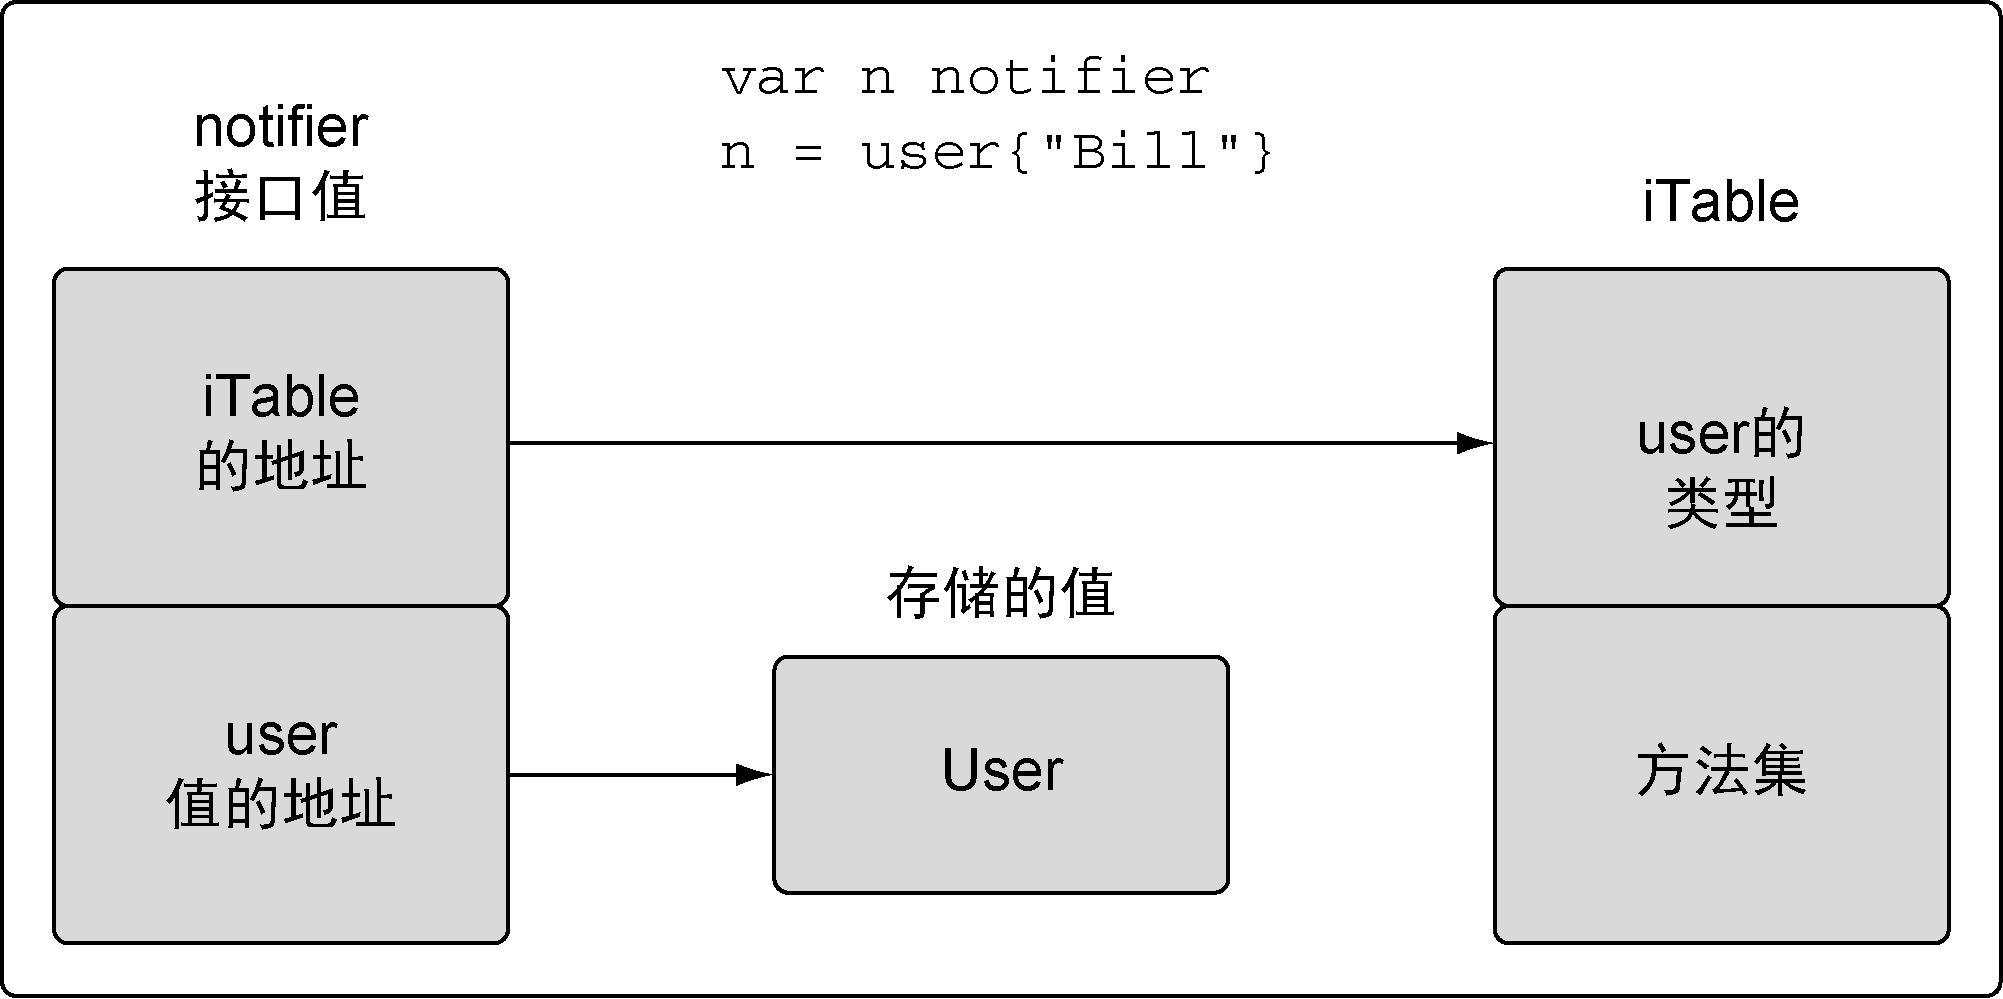 var n notifier
n = user{"Bill"}
notifier
接口值
iTable
iTable
的地址
user的
类型
存储的值
user
值的地址
User
方法集